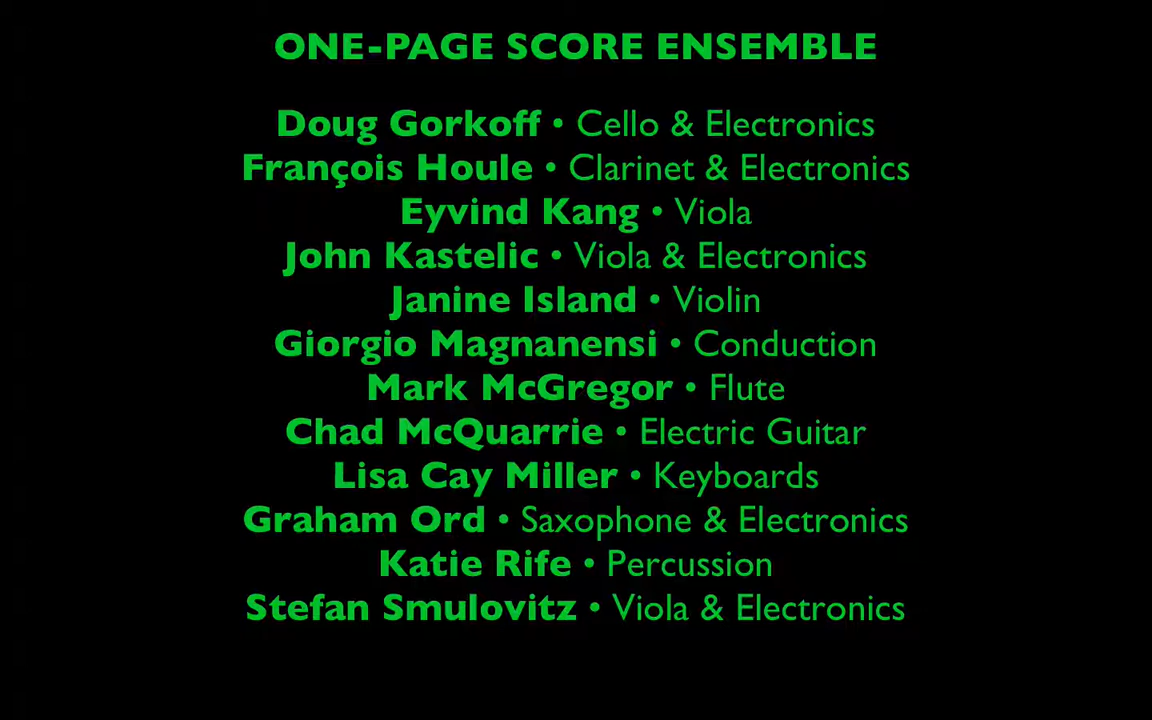 ONE-PAGE SCORE ENSEMBLE
Doug Gorkoff • Cello & Electronics
François Houle • Clarinet & Electronics
Eyvind Kang • Viola
John Kastelic • Viola & Electronics
Janine Island • Violin
Giorgio Magnanensi • Conduction
Mark McGregor • Flute
Chad McQuarrie • Electric Guitar
Lisa Cay Miller • Keyboards
Graham Ord • Saxophone & Electronics
Katie Rife • Percussion
Stefan Smulovitz • Viola & Electronics